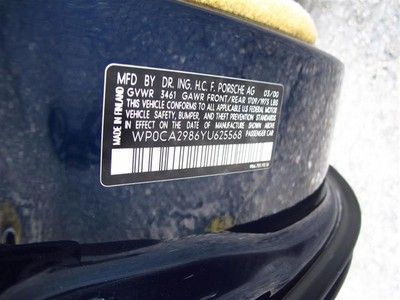 MFD BY DR. ING. H.C. F. PORSCHE AG 03/00
GVWR 3461 GAWR FRONT/REAR 1709/1973 LBS
THIS VEHICLE CONFORMS TO ALL APPLICABLE U.S FEDERAL MOTOR
VEHICLE SAFETY, BUMPER, AND THEFT PREVENTION STANDARDS
IN EFFECT ON THE DATE OF MANUFACTURE SHOWN ABOVE.
WP0CA2986YU625568 PASSENGER CAR
MADE IN FINLAND